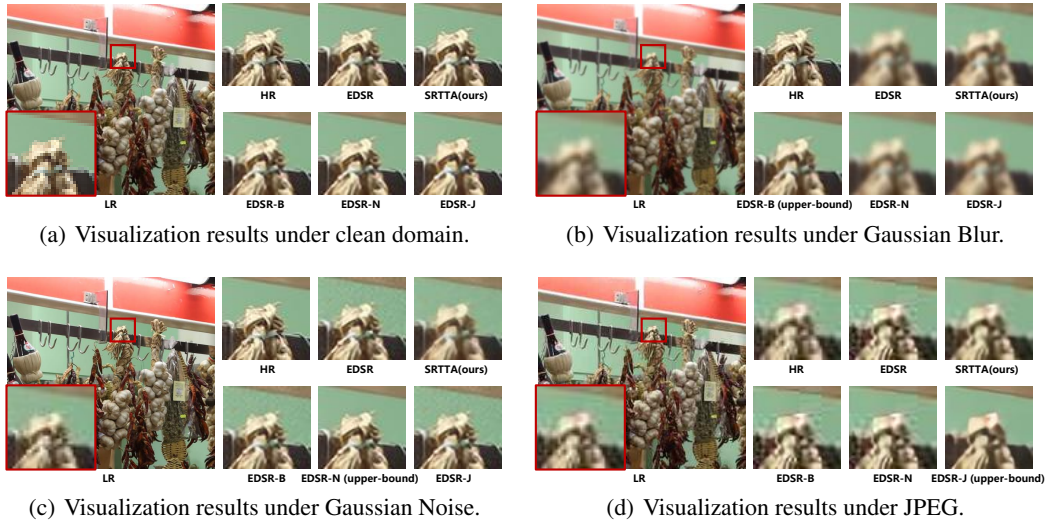 HR EDSR SRTTA(ours)
LR EDSR-B EDSR-N EDSR-J
(a) Visualization results under clean domain.
HR EDSR SRTTA(ours)
LR EDSR-B (upper-bound) EDSR-N EDSR-J
(b) Visualization results under Gaussian Blur.
HR EDSR SRTTA(ours)
LR EDSR-B EDSR-N (upper-bound) EDSR-J
(c) Visualization results under Gaussian Noise.
HR EDSR SRTTA(ours)
LR EDSR-B EDSR-N EDSR-J (upper-bound)
(d) Visualization results under JPEG.